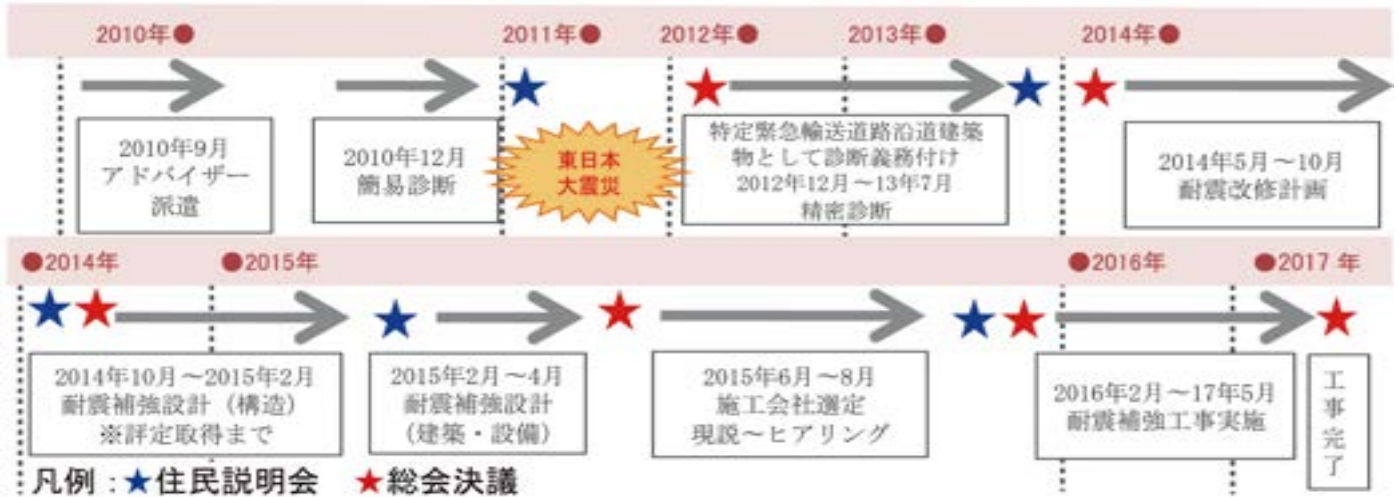 2010年● 2011年● 2012年● 2013年● 2014年●
2010年9月
アドバイザー
派遣
2010年12月
簡易診断
東日本
大震災
特定緊急輸送道路沿道建築
物として診断義務付け
2012年12月～13年7月
精密診断
2014年5月～10月
耐震改修計画
●2014年 ●2015年 ●2016年 ●2017 年
2014年10月～2015年2月
耐震補強設計（構造）
※評定取得まで
2015年2月～4月
耐震補強設計
（建築・設備）
2015年6月～8月
施工会社選定
現説～ヒアリング
2016年2月～17年5月
耐震補強工事実施
工事完了
凡例：★住民説明会 ★総会決議